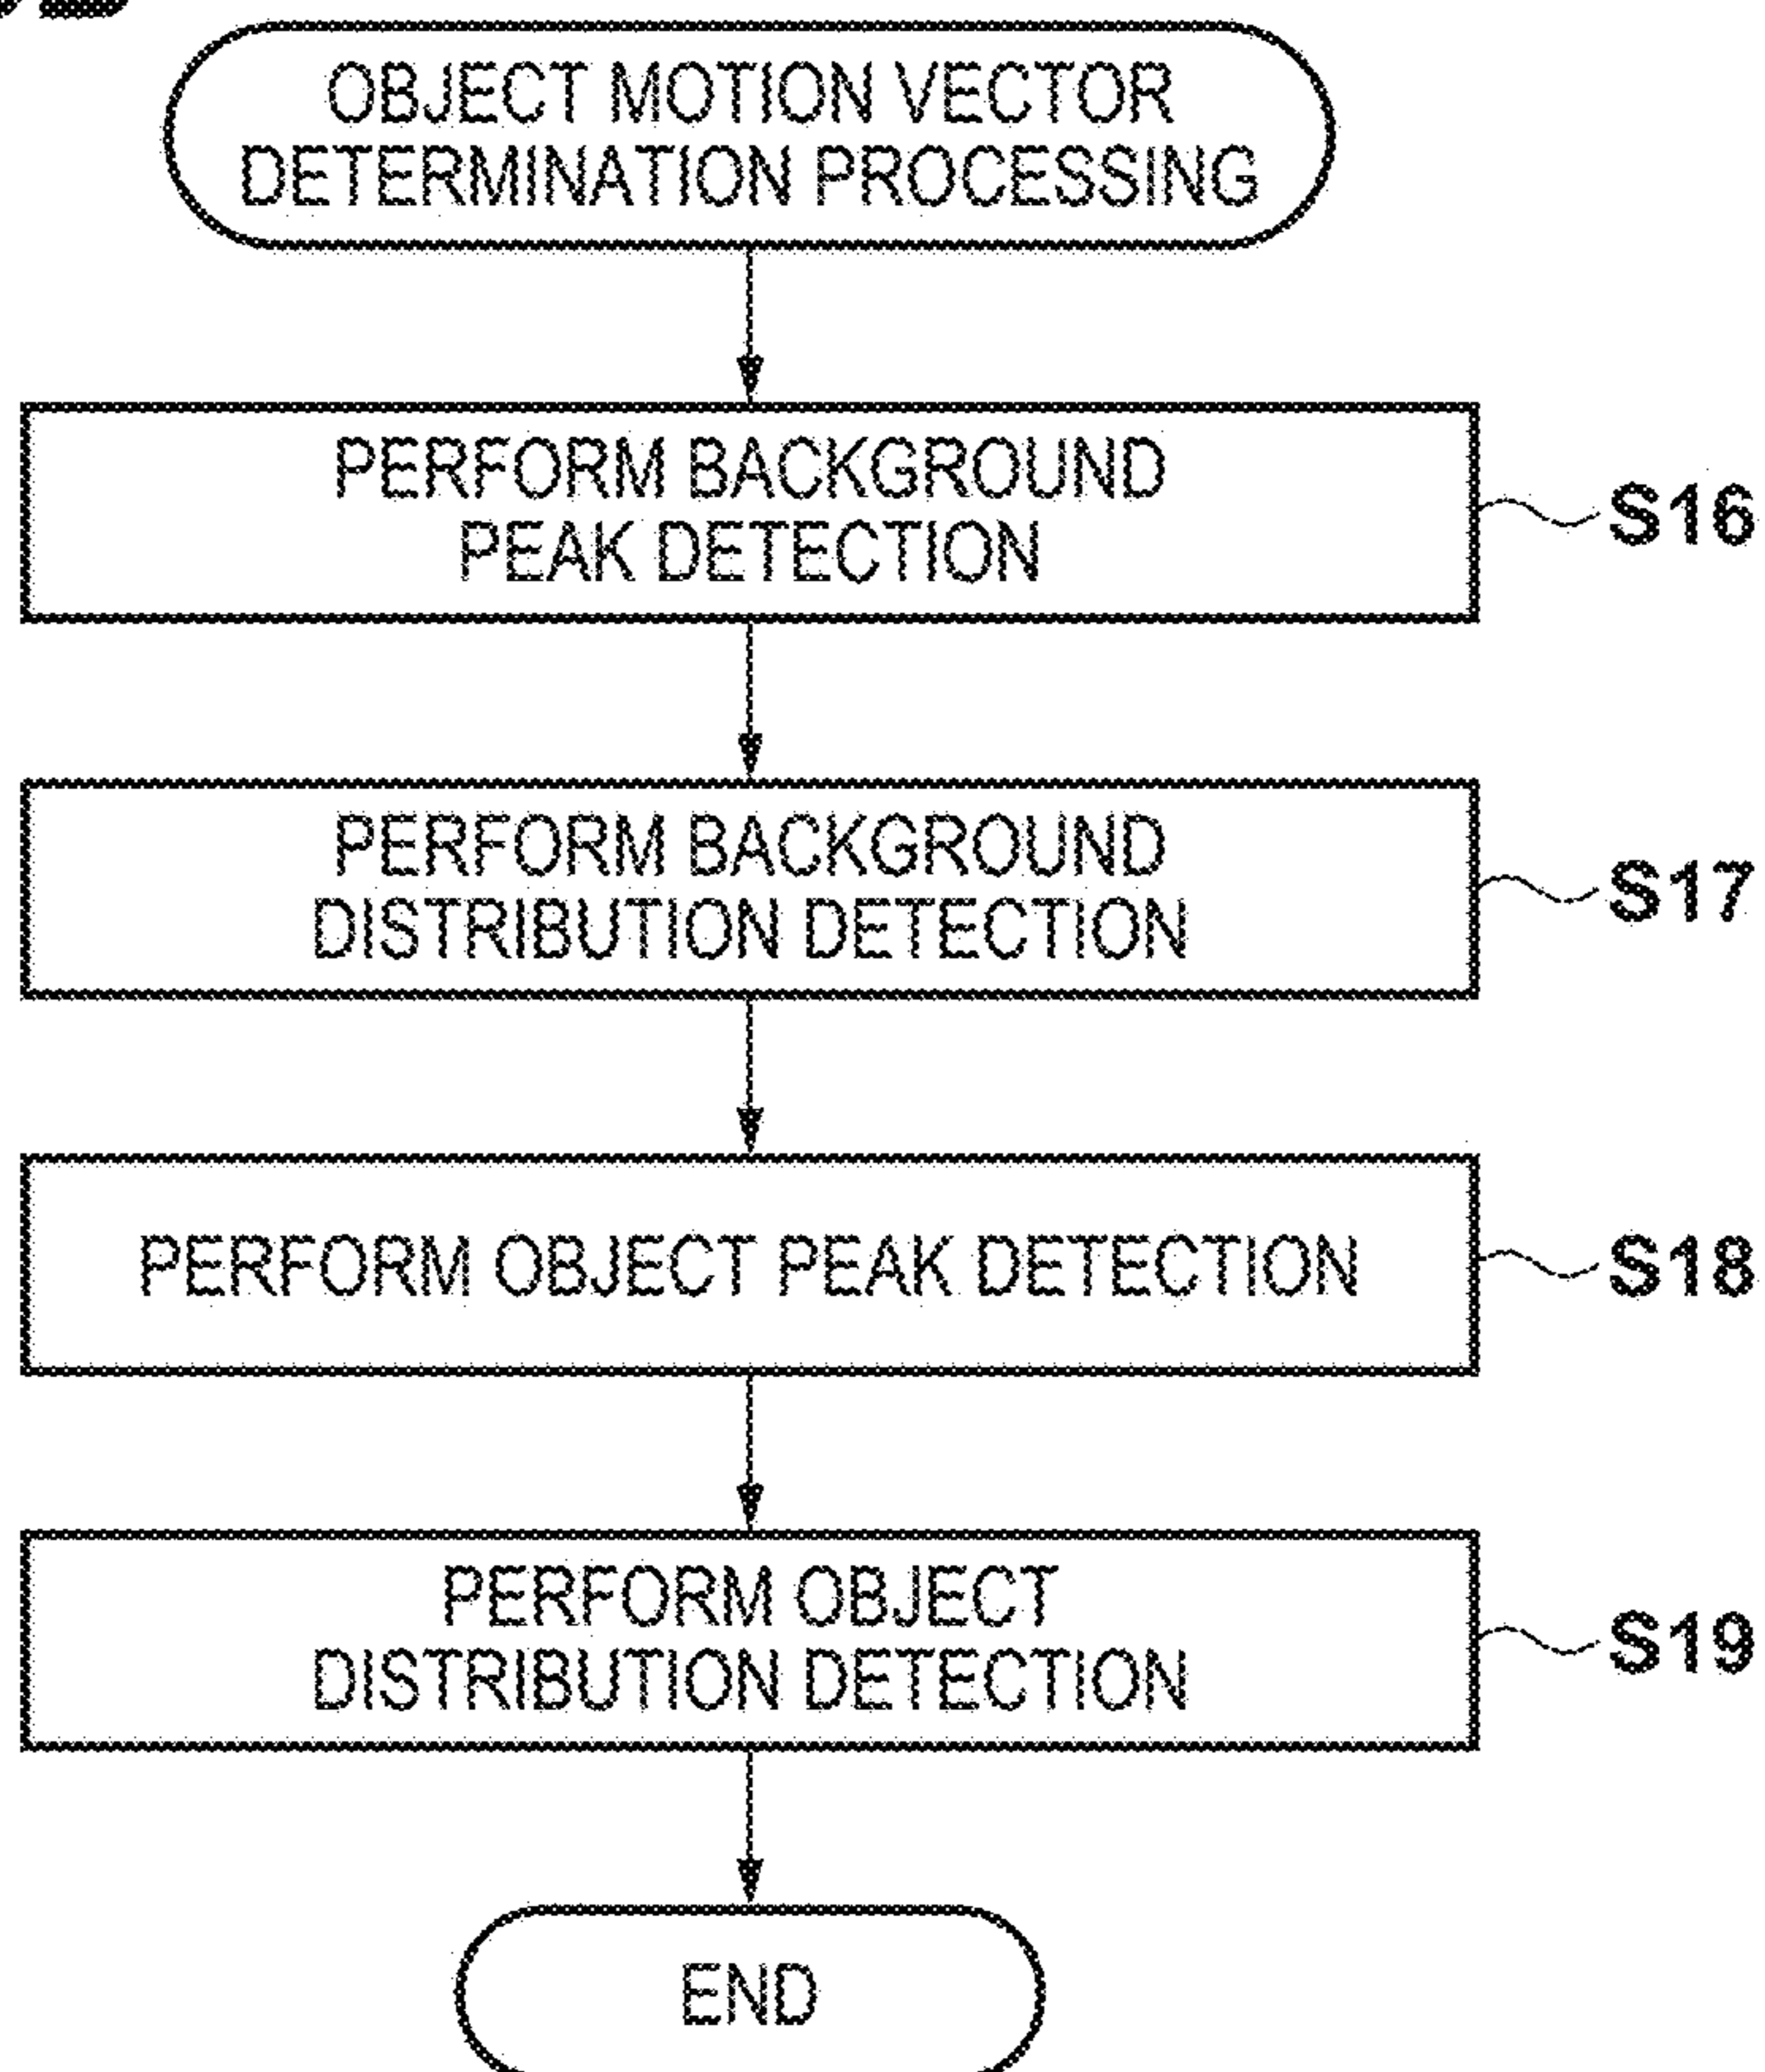 OBJECT MOTION VECTOR
DETERMINATION PROCESSING
PERFORM BACKGROUND
PEAK DETECTION
S16
PERFORM BACKGROUND
DISTRIBUTION DETECTION
S17
PERFORM OBJECT PEAK DETECTION
S18
PERFORM OBJECT
DISTRIBUTION DETECTION
S19
END